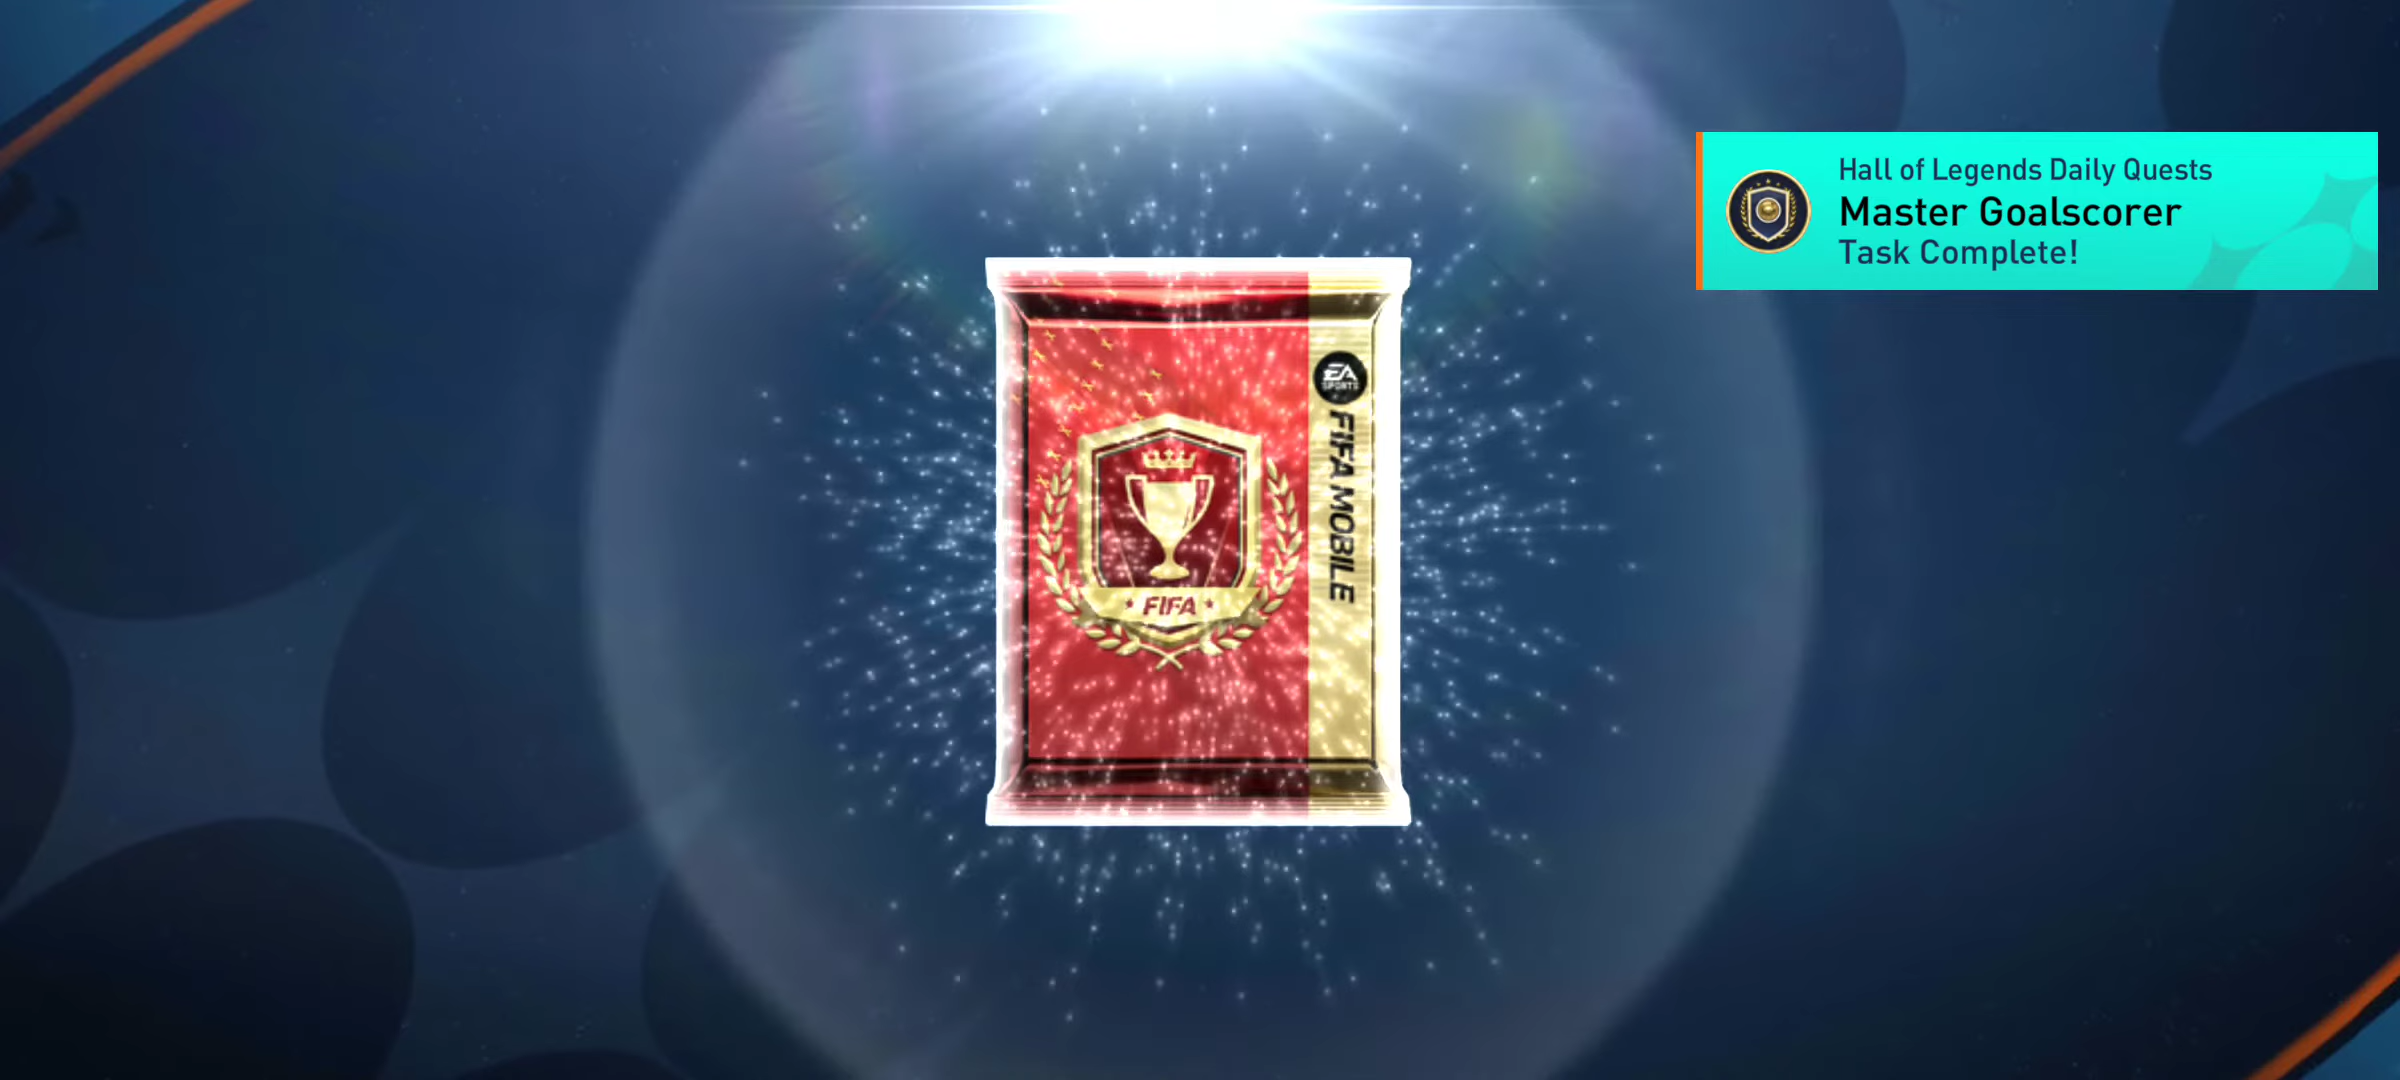 Hall of Legends Daily Quests
Master Goalscorer
Task Complete!
EA
SPORTS
FIFA MOBILE
FIFA